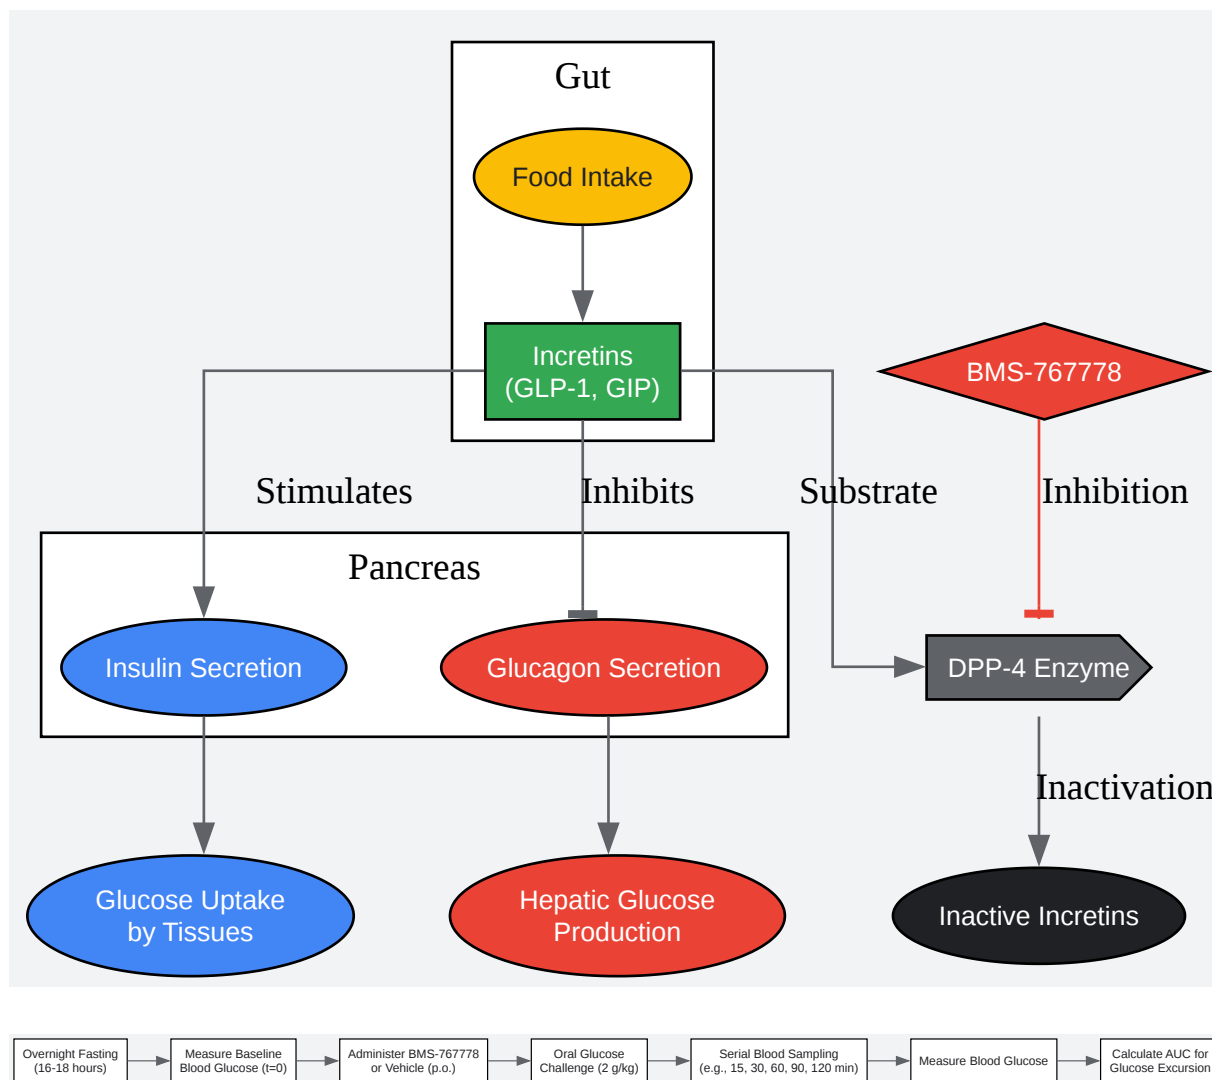 Gut
Food Intake
Incretins
(GLP-1, GIP)
BMS-767778
Stimulates
Inhibits
Substrate
Inhibition
Pancreas
Insulin Secretion
Glucagon Secretion
DPP-4 Enzyme
Inactivation
Glucose Uptake
by Tissues
Hepatic Glucose
Production
Inactive Incretins
Overnight Fasting
(16-18 hours)
Measure Baseline
Blood Glucose (t=0)
Administer BMS-767778
or Vehicle (p.o.)
Oral Glucose
Challenge (2 g/kg)
Serial Blood Sampling
(e.g., 15, 30, 60, 90, 120 min)
Measure Blood Glucose
Calculate AUC for
Glucose Excursion